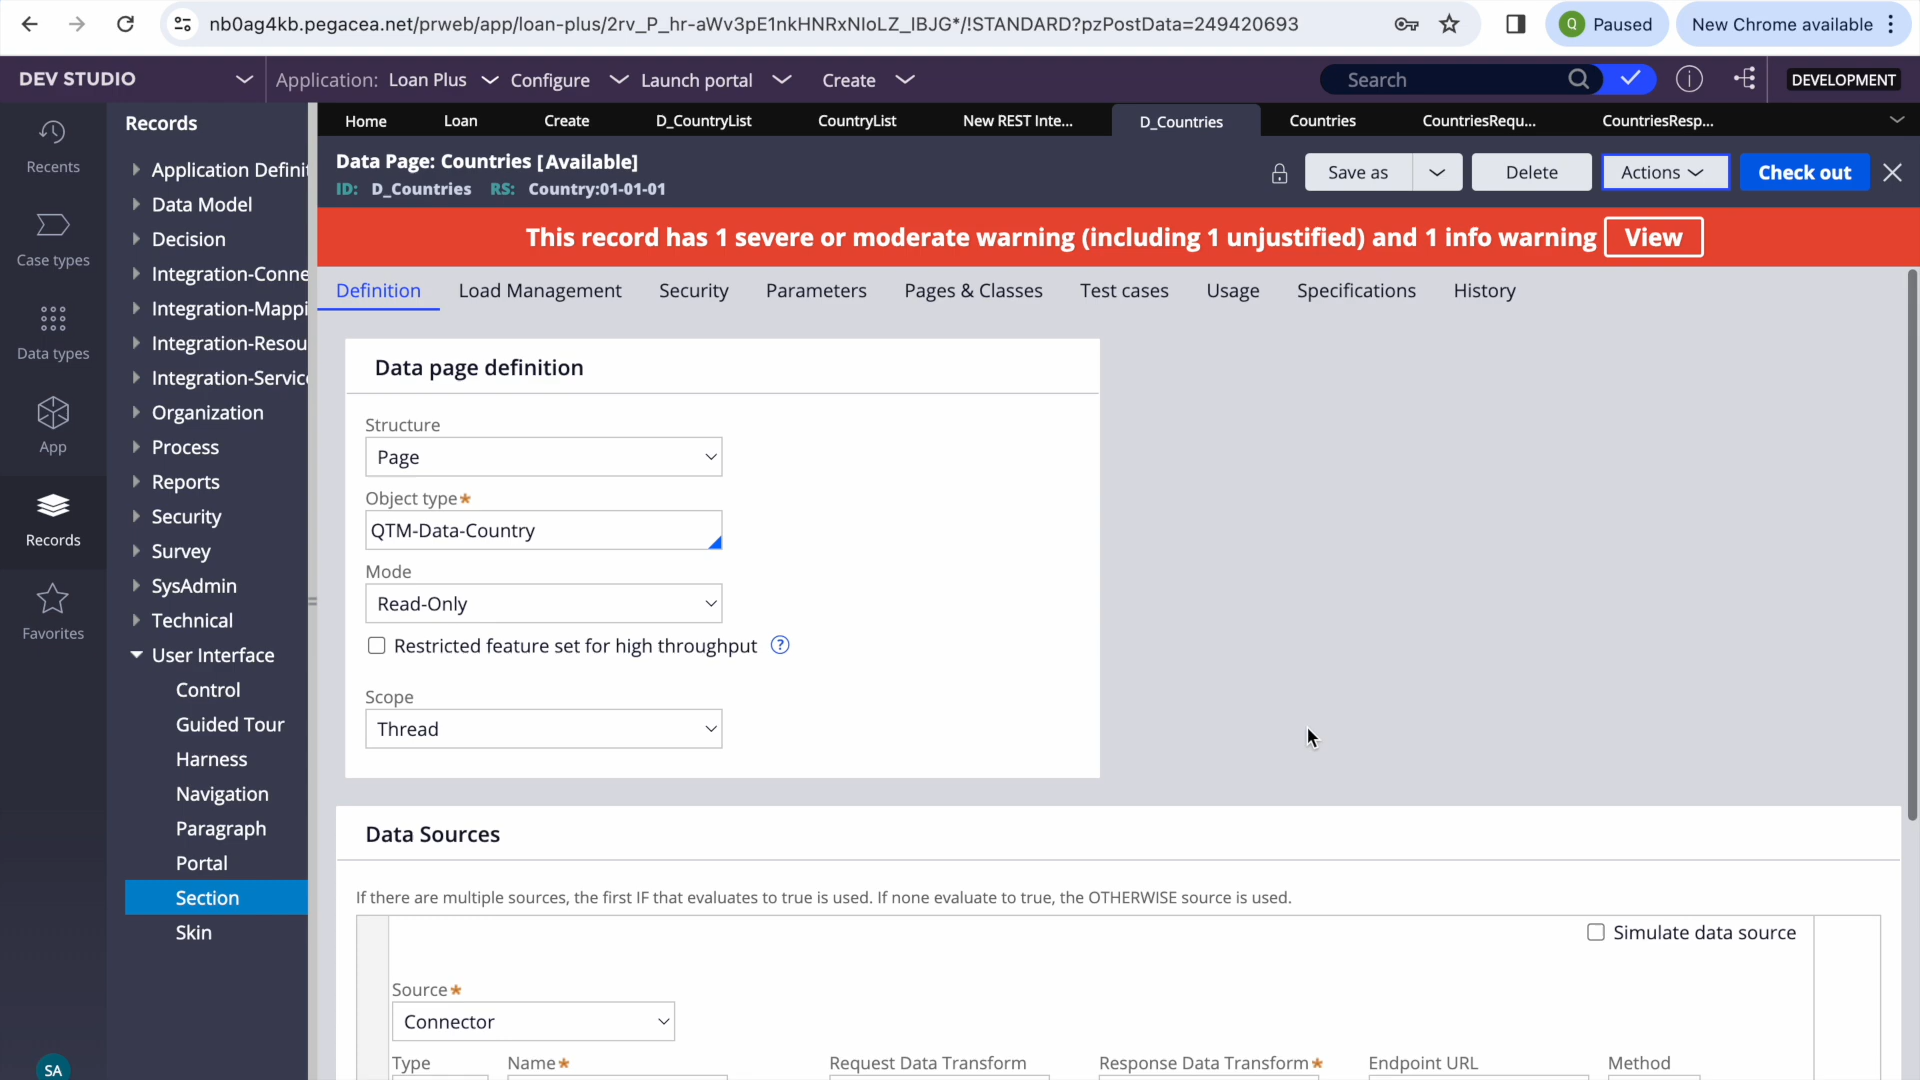 nb0ag4kb.pegacea.net/prweb/app/loan-plus/2rv_P_hr-aWv3pE1nkHNRxNIoLZ_IBJG*/!STANDARD?pzPostData=249420693
Q Paused
New Chrome available
DEV STUDIO
Application: Loan Plus
Configure
Launch portal
Create
Search
DEVELOPMENT
Recents
Case types
Data types
App
Records
Favorites
SA
Records
Application Definit
Data Model
Decision
Integration-Conne
Integration-Mappi
Integration-Resou
Integration-Service
Organization
Process
Reports
Security
Survey
SysAdmin
Technical
User Interface
Control
Guided Tour
Harness
Navigation
Paragraph
Portal
Section
Skin
Home
Loan
Create
D_CountryList
CountryList
New REST Inte...
D_Countries
Countries
CountriesRequ...
CountriesResp...
Data Page: Countries [Available]
ID: D_Countries RS: Country:01-01-01
Save as
Delete
Actions
Check out
This record has 1 severe or moderate warning (including 1 unjustified) and 1 info warning View
Definition
Load Management
Security
Parameters
Pages & Classes
Test cases
Usage
Specifications
History
Data page definition
Structure
Page
Object type*
QTM-Data-Country
Mode
Read-Only
Restricted feature set for high throughput ?
Scope
Thread
Data Sources
If there are multiple sources, the first IF that evaluates to true is used. If none evaluate to true, the OTHERWISE source is used.
Simulate data source
Source*
Connector
Type
Name*
Request Data Transform
Response Data Transform*
Endpoint URL
Method